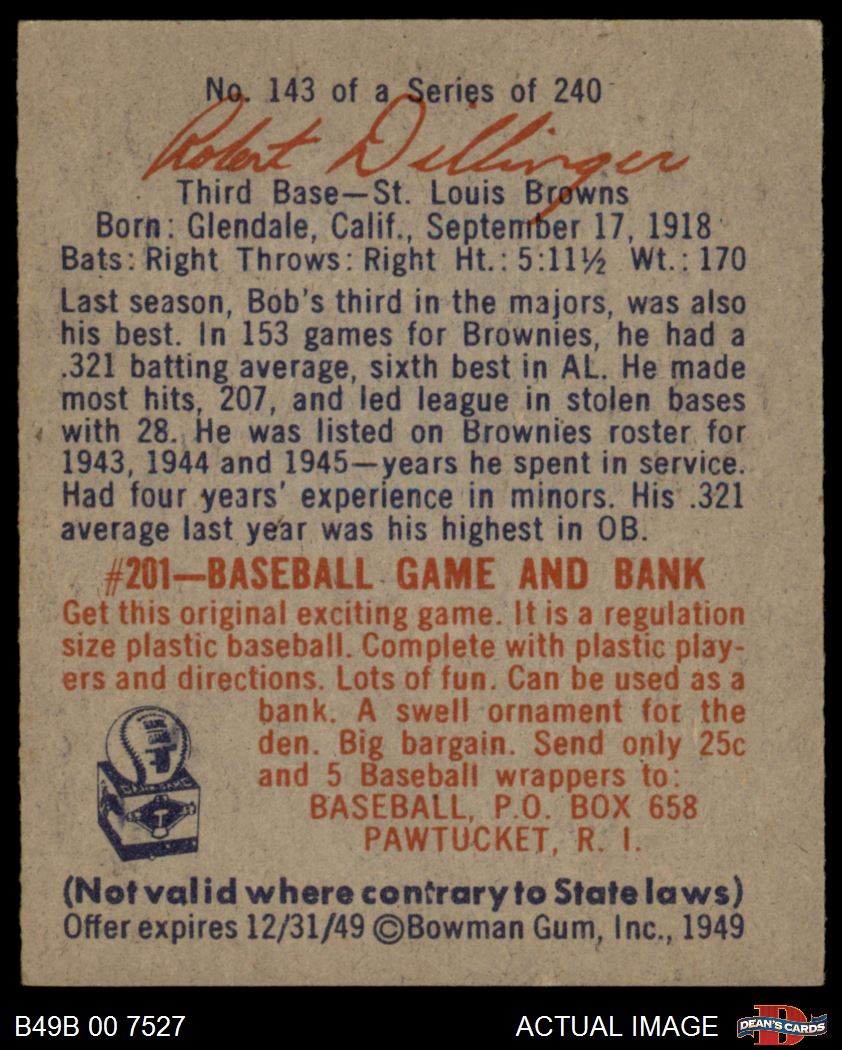 No. 143 of a Series of 240
Robert Dillinger
Third Base—St. Louis Browns
Born: Glendale, Calif., September 17, 1918
Bats: Right Throws: Right Ht.: 5:11½ Wt.: 170
Last season, Bob's third in the majors, was also
his best. In 153 games for Brownies, he had a
.321 batting average, sixth best in AL. He made
most hits, 207, and led league in stolen bases
with 28. He was listed on Brownies roster for
1943, 1944 and 1945—years he spent in service.
Had four years' experience in minors. His .321
average last year was his highest in OB.
#201—BASEBALL GAME AND BANK
Get this original exciting game. It is a regulation
size plastic baseball. Complete with plastic play-
ers and directions. Lots of fun. Can be used as a
bank. A swell ornament for the
den. Big bargain. Send only 25c
and 5 Baseball wrappers to:
BASEBALL, P.O. BOX 658
PAWTUCKET, R. I.
(Not valid where contrary to State laws)
Offer expires 12/31/49 ©Bowman Gum, Inc., 1949
B49B 00 7527
ACTUAL IMAGE
DEAN'S CARDS